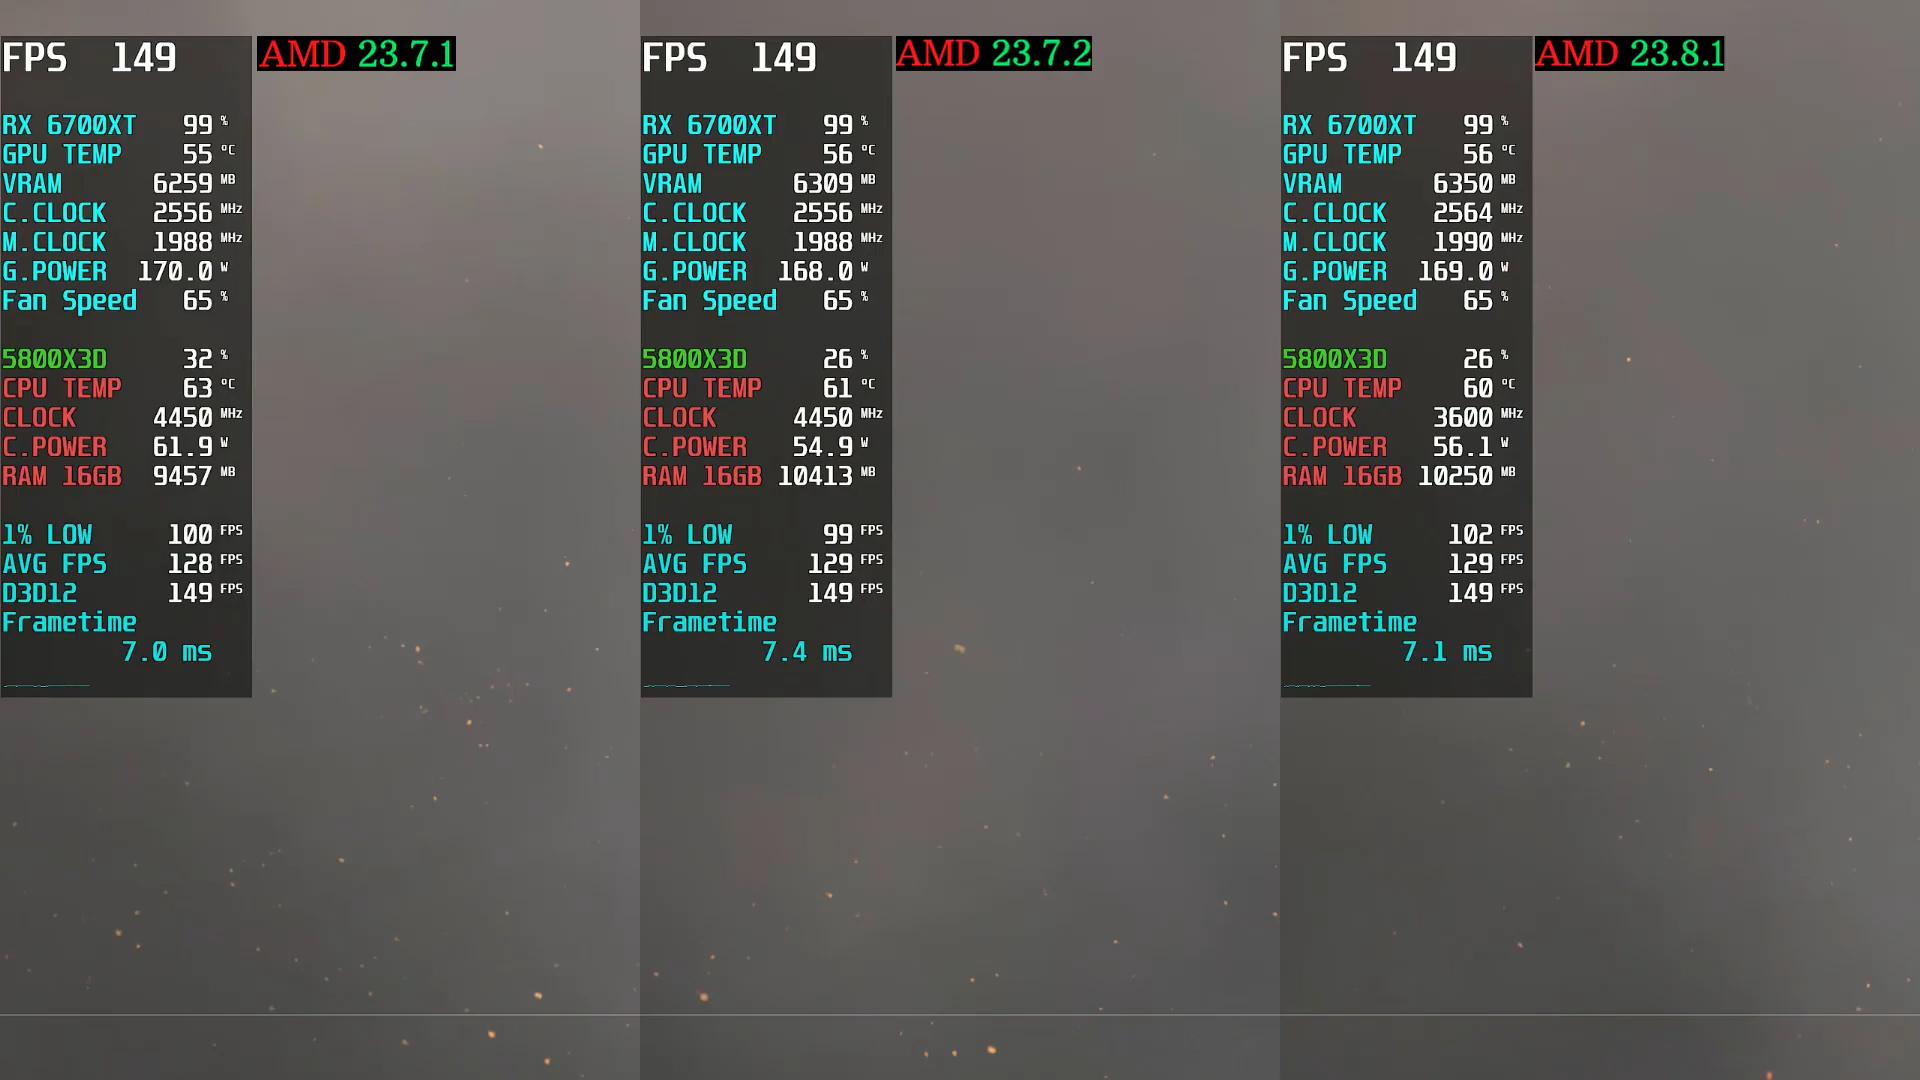 FPS 149 AMD 23.7.1
RX 6700XT 99 %
GPU TEMP 55 °C
VRAM 6259 MB
C.CLOCK 2556 MHz
M.CLOCK 1988 MHz
G.POWER 170.0 W
Fan Speed 65 %
5800X3D 32 %
CPU TEMP 63 °C
CLOCK 4450 MHz
C.POWER 61.9 W
RAM 16GB 9457 MB
1% LOW 100 FPS
AVG FPS 128 FPS
D3D12 149 FPS
Frametime
7.0 ms
FPS 149 AMD 23.7.2
RX 6700XT 99 %
GPU TEMP 56 °C
VRAM 6309 MB
C.CLOCK 2556 MHz
M.CLOCK 1988 MHz
G.POWER 168.0 W
Fan Speed 65 %
5800X3D 26 %
CPU TEMP 61 °C
CLOCK 4450 MHz
C.POWER 54.9 W
RAM 16GB 10413 MB
1% LOW 99 FPS
AVG FPS 129 FPS
D3D12 149 FPS
Frametime
7.4 ms
FPS 149 AMD 23.8.1
RX 6700XT 99 %
GPU TEMP 56 °C
VRAM 6350 MB
C.CLOCK 2564 MHz
M.CLOCK 1990 MHz
G.POWER 169.0 W
Fan Speed 65 %
5800X3D 26 %
CPU TEMP 60 °C
CLOCK 3600 MHz
C.POWER 56.1 W
RAM 16GB 10250 MB
1% LOW 102 FPS
AVG FPS 129 FPS
D3D12 149 FPS
Frametime
7.1 ms